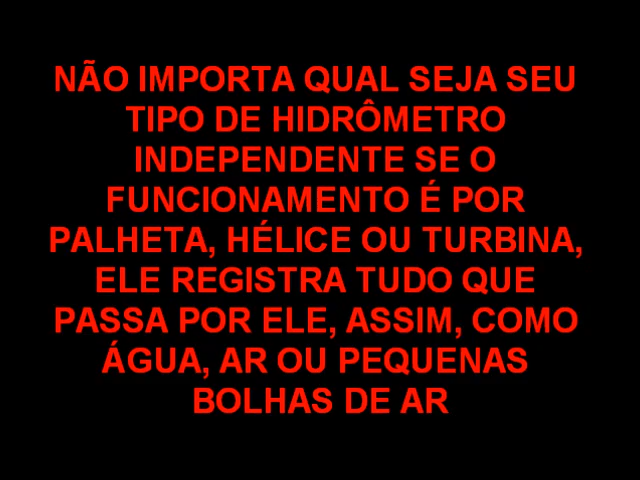 NÃO IMPORTA QUAL SEJA SEU
TIPO DE HIDRÔMETRO
INDEPENDENTE SE O
FUNCIONAMENTO É POR
PALHETA, HÉLICE OU TURBINA,
ELE REGISTRA TUDO QUE
PASSA POR ELE, ASSIM, COMO
ÁGUA, AR OU PEQUENAS
BOLHAS DE AR